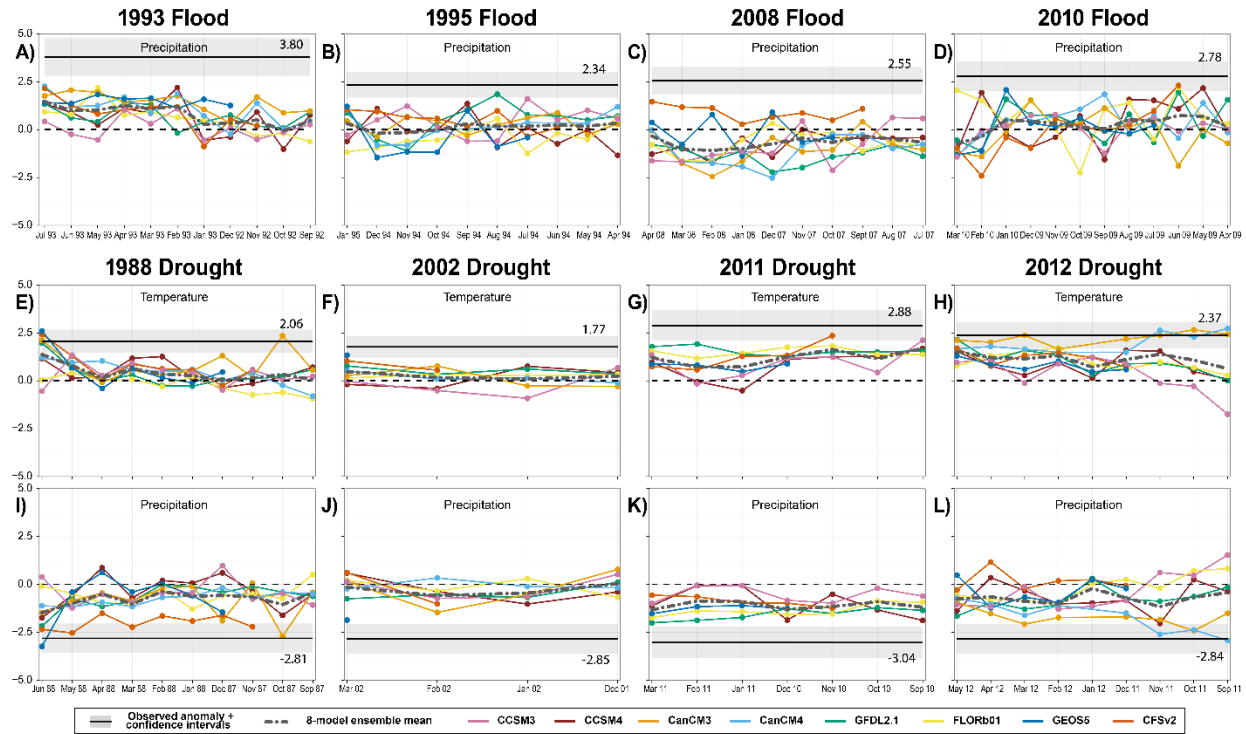 1993 Flood 1995 Flood 2008 Flood 2010 Flood
5.0 2.5 0.0 −2.5 −5.0
A) Precipitation 3.80
B) Precipitation 2.34
C) Precipitation 2.55
D) Precipitation 2.78
Jul 93 Jun 93 May 93 Apr 93 Mar 93 Feb 93 Jan 93 Dec 92 Nov 92 Oct 92 Sep 92
Jan 95 Dec 94 Nov 94 Oct 94 Sep 94 Aug 94 Jul 94 Jun 94 May 94 Apr 94
Apr 08 Mar 08 Feb 08 Jan 08 Dec 07 Nov 07 Oct 07 Sept 07 Aug 07 Jul 07
Mar 10 Feb 10 Jan 10 Dec 09 Nov 09 Oct 09 Sep 09 Aug 09 Jul 09 Jun 09 May 09 Apr 09
1988 Drought 2002 Drought 2011 Drought 2012 Drought
5.0 2.5 0.0 −2.5 −5.0
E) Temperature 2.06
F) Temperature 1.77
G) Temperature 2.88
H) Temperature 2.37
5.0 2.5 0.0 −2.5 −5.0
I) Precipitation -2.81
J) Precipitation -2.85
K) Precipitation -3.04
L) Precipitation -2.84
Jun 88 May 88 Apr 88 Mar 88 Feb 88 Jan 88 Dec 87 Nov 87 Oct 87 Sep 87
Mar 02 Feb 02 Jan 02 Dec 01
Mar 11 Feb 11 Jan 11 Dec 10 Nov 10 Oct 10 Sep 10
May 12 Apr 12 Mar 12 Feb 12 Jan 12 Dec 11 Nov 11 Oct 11 Sep 11
Observed anomaly +
confidence intervals
8-model ensemble mean CCSM3 CCSM4 CanCM3 CanCM4 GFDL2.1 FLORb01 GEOS5 CFSv2